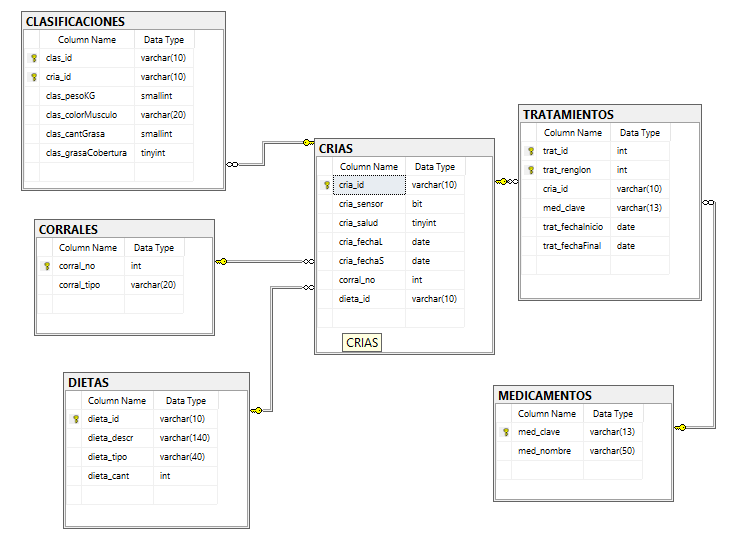 CLASIFICACIONES
Column Name Data Type
clas_id varchar(10)
cria_id varchar(10)
clas_pesoKG smallint
clas_colorMusculo varchar(20)
clas_cantGrasa smallint
clas_grasaCobertura tinyint
CORRALES
Column Name Data Type
corral_no int
corral_tipo varchar(20)
DIETAS
Column Name Data Type
dieta_id varchar(10)
dieta_descr varchar(140)
dieta_tipo varchar(40)
dieta_cant int
CRIAS
Column Name Data Type
cria_id varchar(10)
cria_sensor bit
cria_salud tinyint
cria_fechaL date
cria_fechaS date
corral_no int
dieta_id varchar(10)
CRIAS
TRATAMIENTOS
Column Name Data Type
trat_id int
trat_renglon int
cria_id varchar(10)
med_clave varchar(13)
trat_fechaInicio date
trat_fechaFinal date
MEDICAMENTOS
Column Name Data Type
med_clave varchar(13)
med_nombre varchar(50)